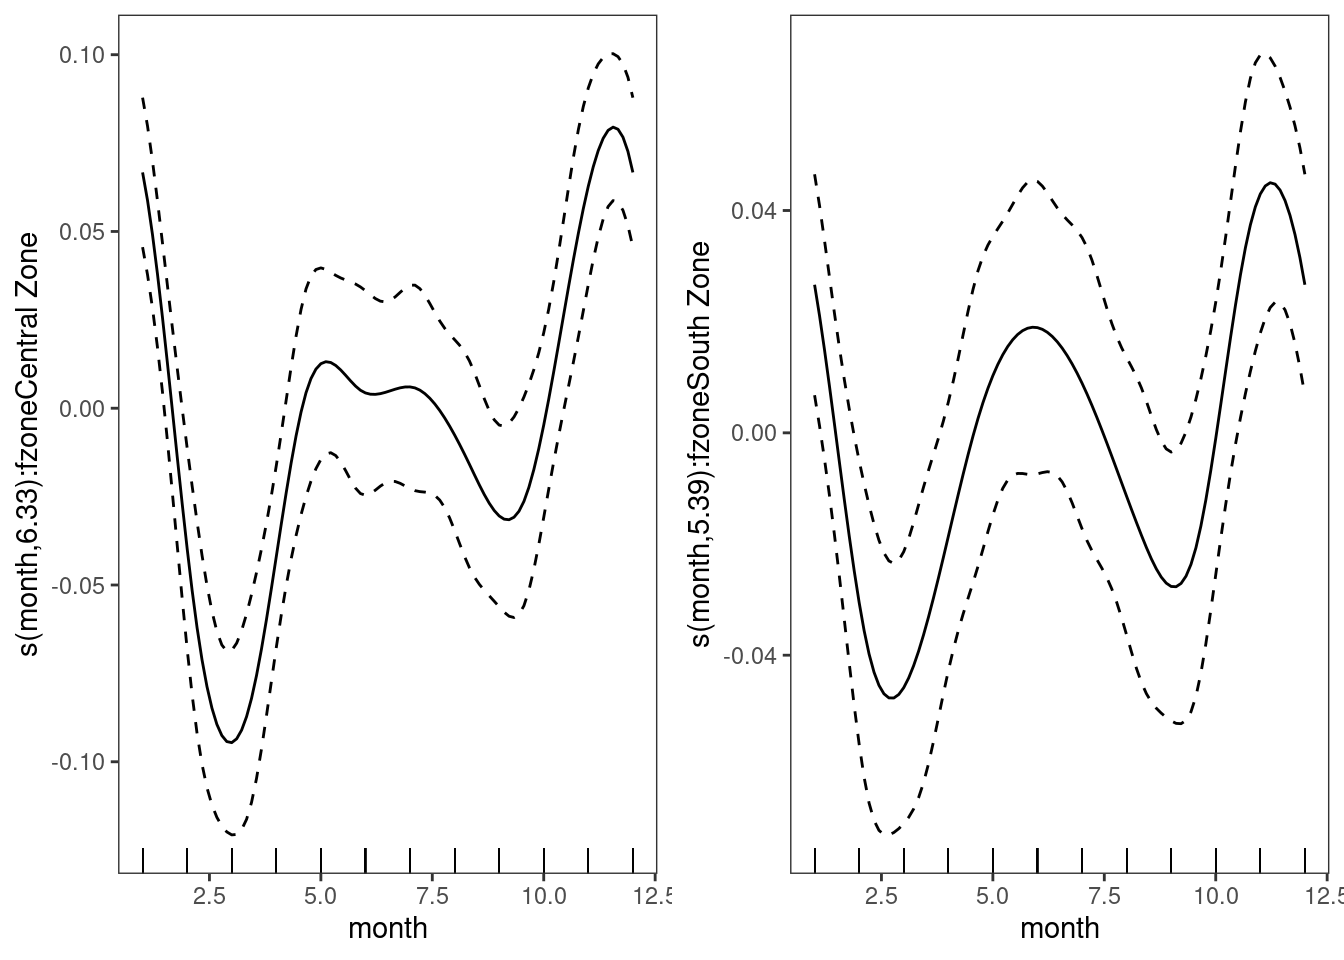 s(month,6.33):fzoneCentral Zone
0.10
0.05
0.00
-0.05
-0.10
2.5 5.0 7.5 10.0 12.5
month
s(month,5.39):fzoneSouth Zone
0.04
0.00
-0.04
2.5 5.0 7.5 10.0 12.5
month